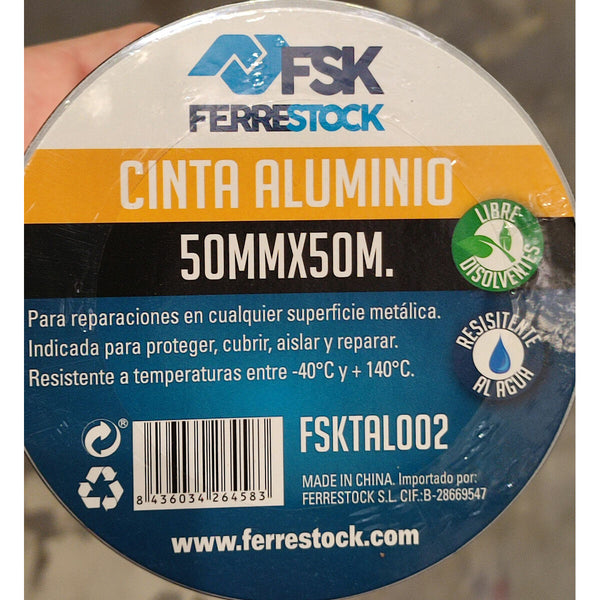 FSK
FERRESTOCK
CINTA ALUMINIO
50MMX50M.
LIBRE
DISOLVENTES
Para reparaciones en cualquier superficie metálica.
Indicada para proteger, cubrir, aislar y reparar.
Resistente a temperaturas entre -40°C y + 140°C.
RESISITENTE
AL AGUA
®
8 436034 264583
FSKTAL002
MADE IN CHINA. Importado por:
FERRESTOCK S.L. CIF:B-28669547
www.ferrestock.com